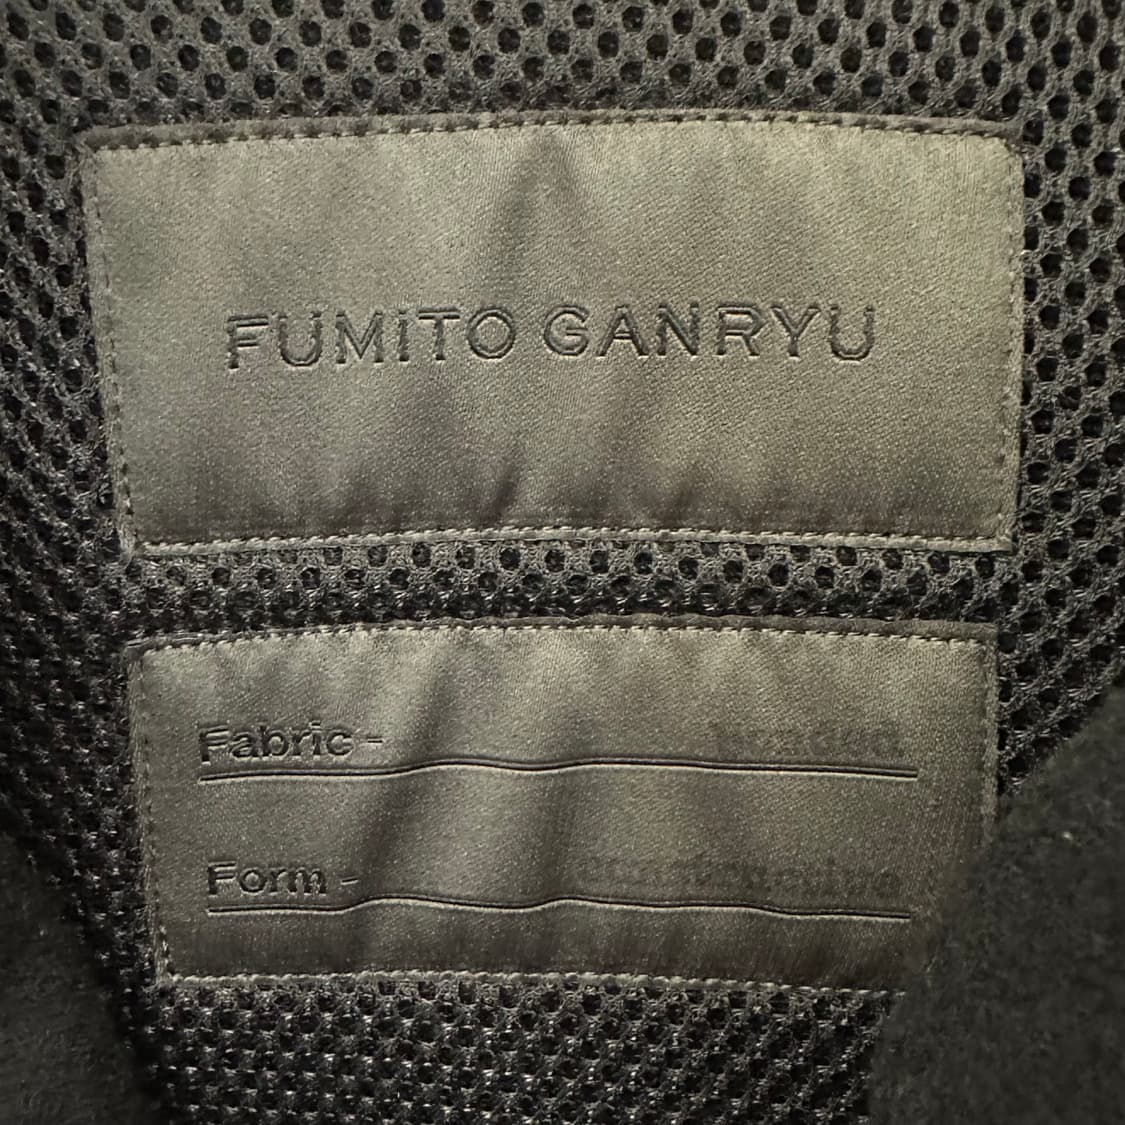 FUMITO GANRYU
Fabric -
Form -